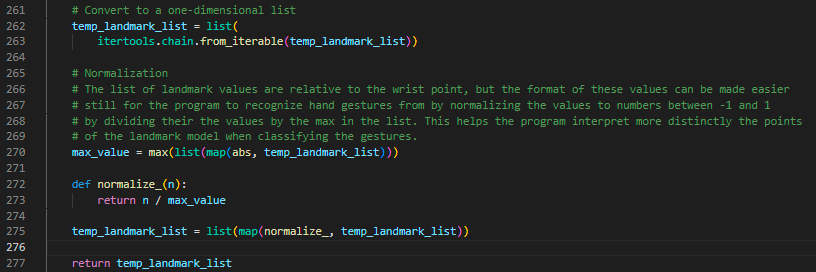 261 # Convert to a one-dimensional list
262 temp_landmark_list = list(
263     itertools.chain.from_iterable(temp_landmark_list))
264
265 # Normalization
266 # The list of landmark values are relative to the wrist point, but the format of these values can be made easier
267 # still for the program to recognize hand gestures from by normalizing the values to numbers between -1 and 1
268 # by dividing their the values by the max in the list. This helps the program interpret more distinctly the points
269 # of the landmark model when classifying the gestures.
270 max_value = max(list(map(abs, temp_landmark_list)))
271
272 def normalize_(n):
273     return n / max_value
274
275 temp_landmark_list = list(map(normalize_, temp_landmark_list))
276
277 return temp_landmark_list